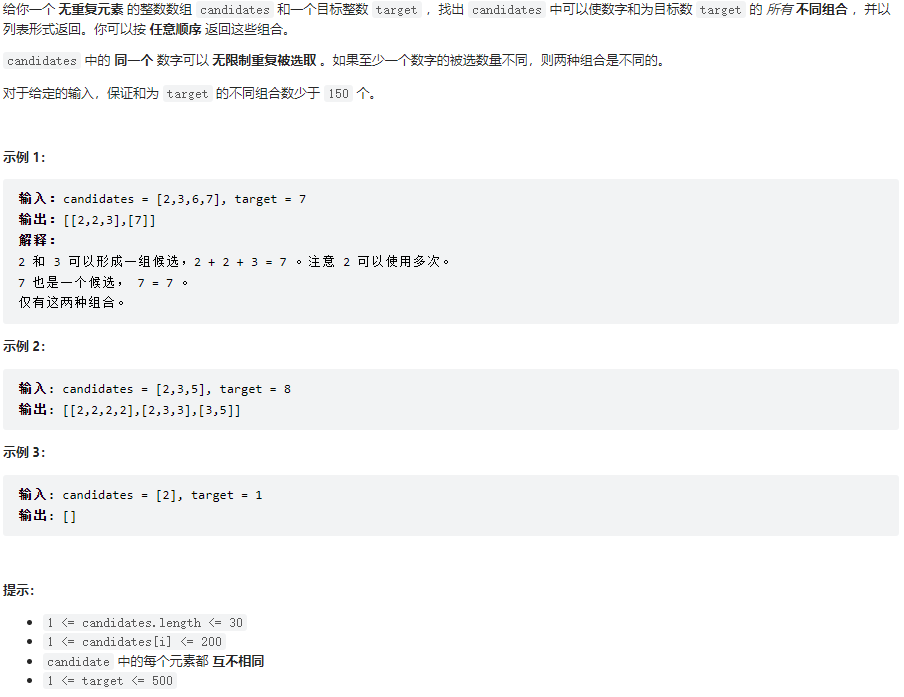 给你一个 无重复元素 的整数数组 candidates 和一个目标整数 target ，找出 candidates 中可以使数字和为目标数 target 的 所有 不同组合 ，并以
列表形式返回。你可以按 任意顺序 返回这些组合。
candidates 中的 同一个 数字可以 无限制重复被选取 。如果至少一个数字的被选数量不同，则两种组合是不同的。
对于给定的输入，保证和为 target 的不同组合数少于 150 个。
示例 1：
输入：candidates = [2,3,6,7], target = 7
输出：[[2,2,3],[7]]
解释：
2 和 3 可以形成一组候选，2 + 2 + 3 = 7 。注意 2 可以使用多次。
7 也是一个候选， 7 = 7 。
仅有这两种组合。
示例 2：
输入: candidates = [2,3,5], target = 8
输出: [[2,2,2,2],[2,3,3],[3,5]]
示例 3：
输入: candidates = [2], target = 1
输出: []
提示：
• 1 <= candidates.length <= 30
• 1 <= candidates[i] <= 200
• candidate 中的每个元素都 互不相同
• 1 <= target <= 500